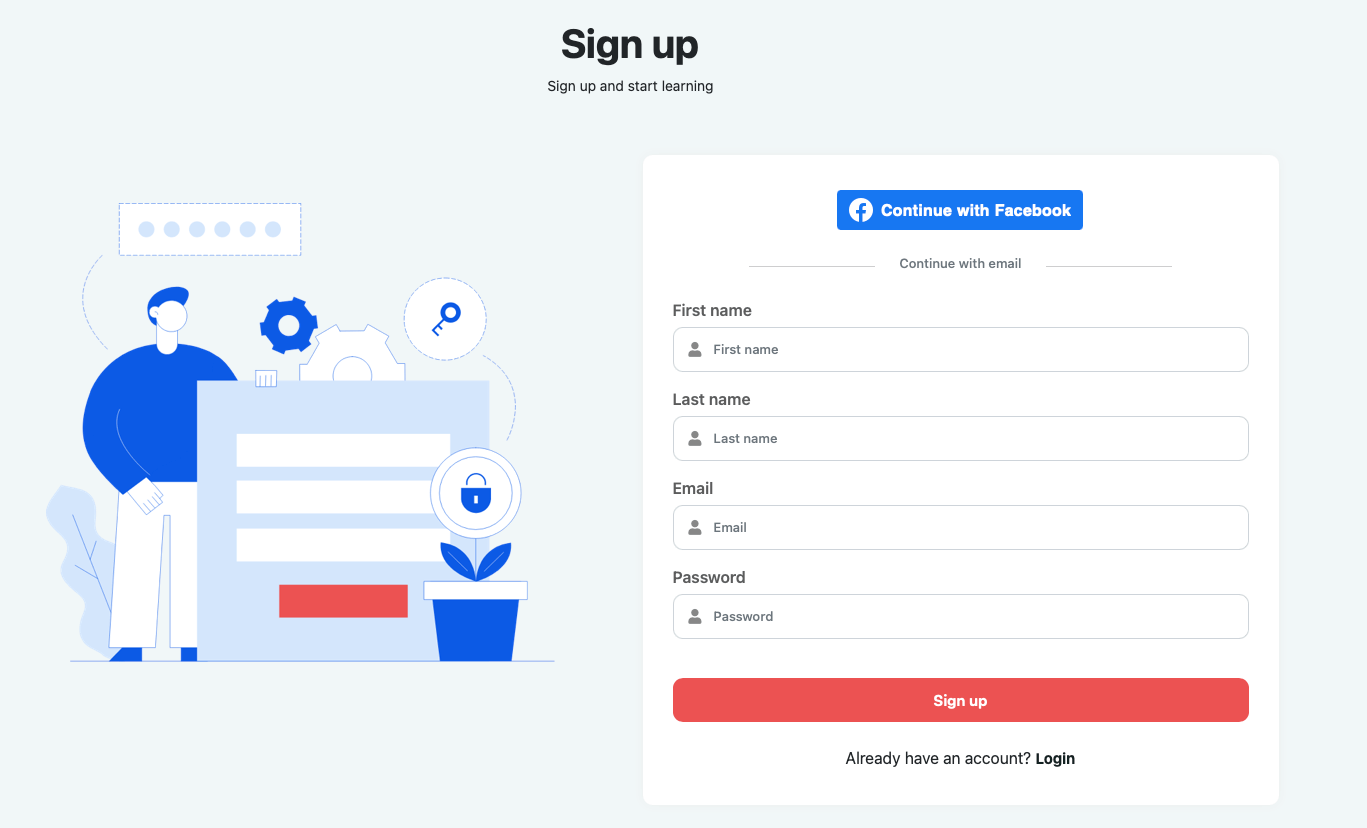 Sign up
Sign up and start learning
Continue with Facebook
Continue with email
First name
First name
Last name
Last name
Email
Email
Password
Password
Sign up
Already have an account? Login